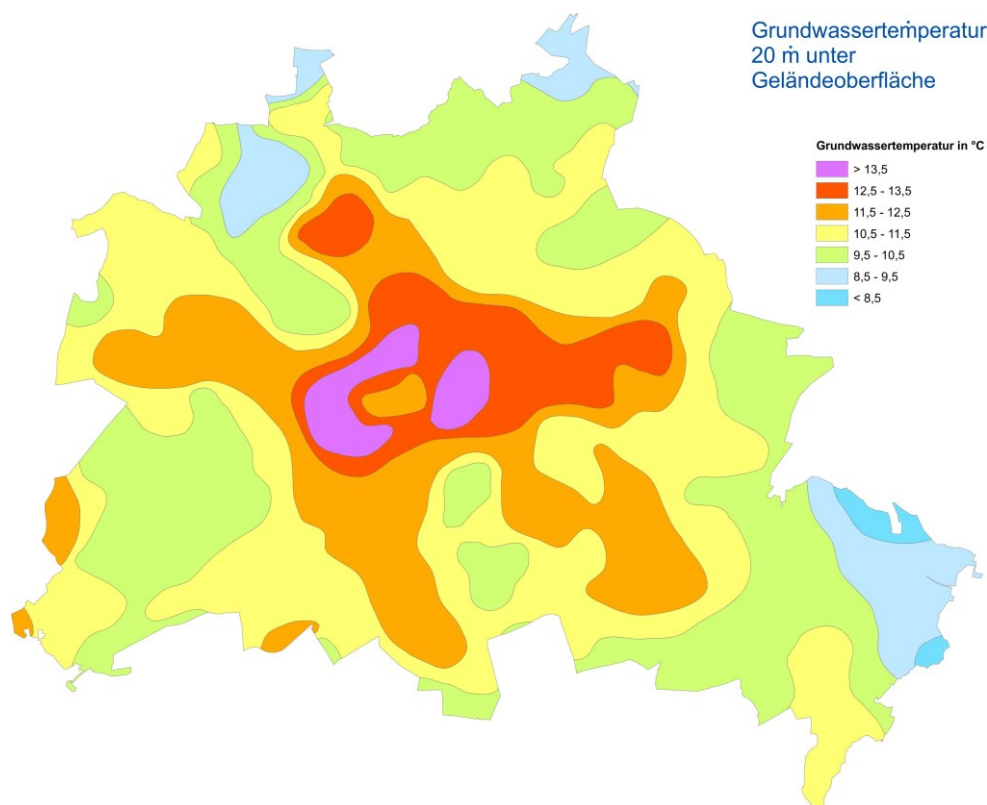 Grundwasserteṁperatur
20 ṁ unter
Geländeoberfläche
Grundwassertemperatur in °C
> 13,5
12,5 - 13,5
11,5 - 12,5
10,5 - 11,5
9,5 - 10,5
8,5 - 9,5
< 8,5